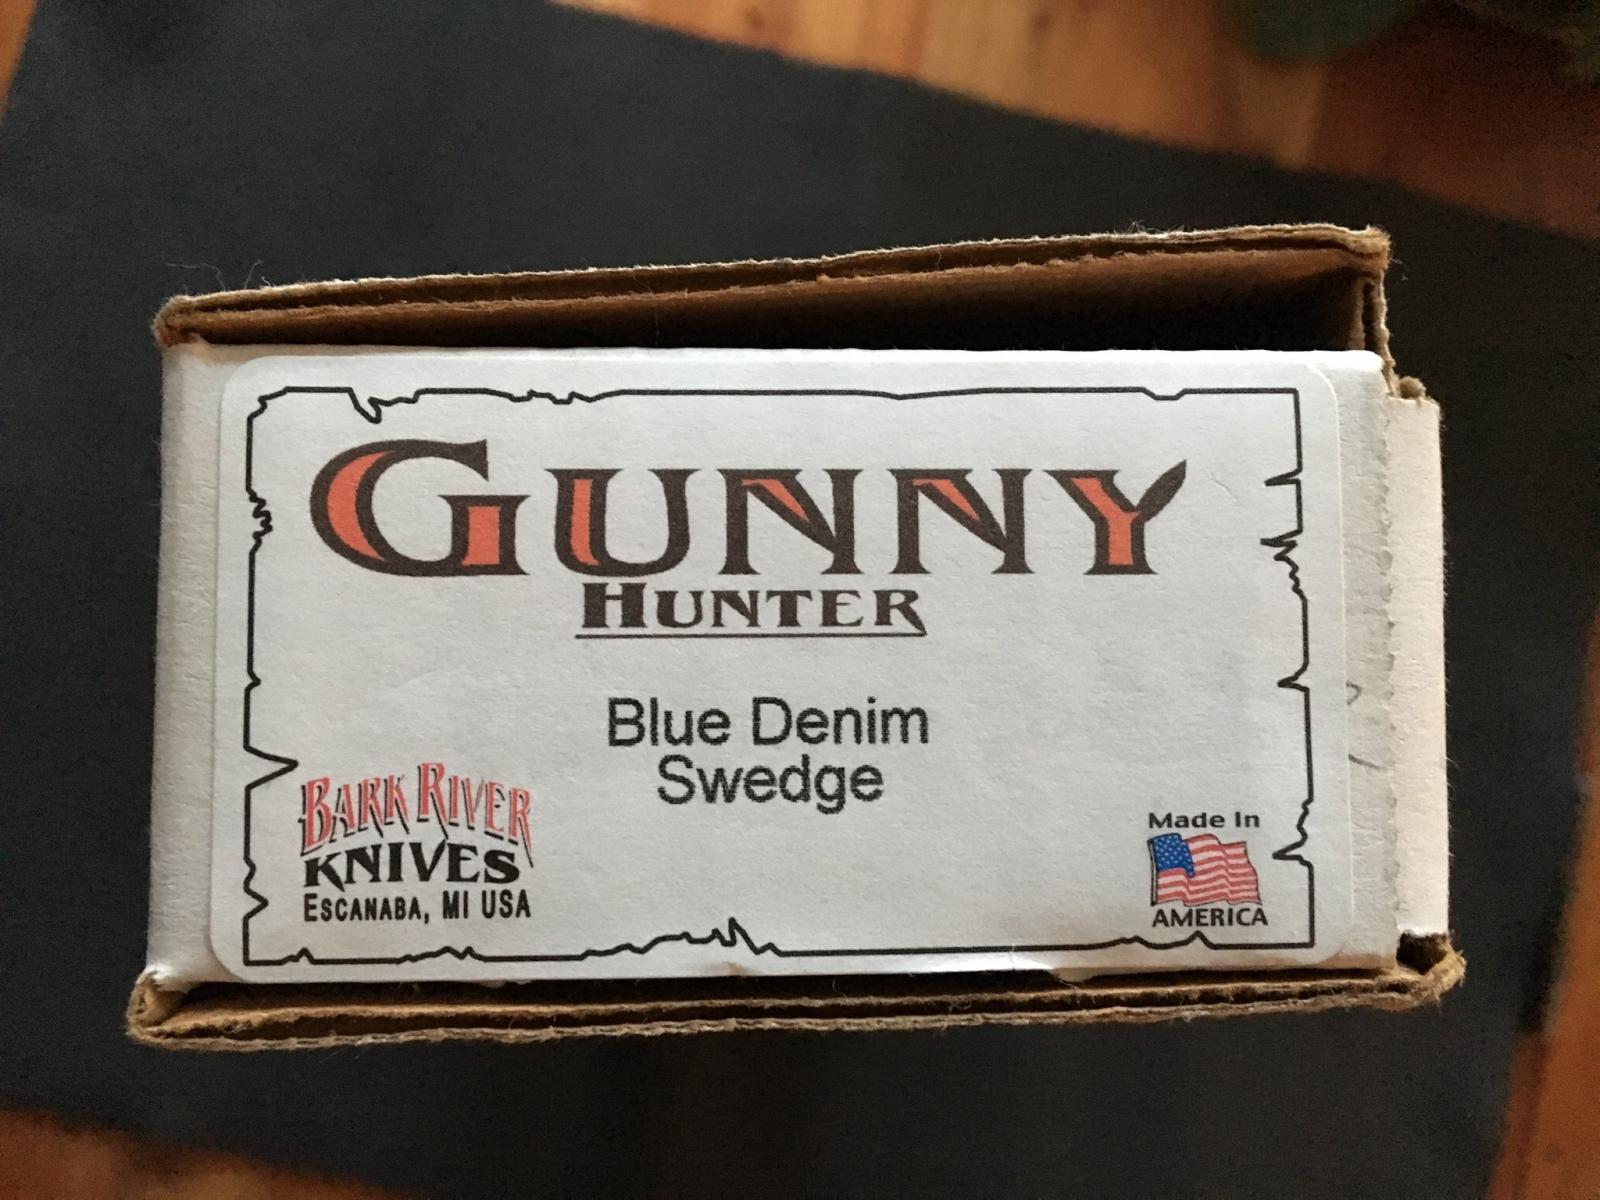 GUNNY
HUNTER
Blue Denim
Swedge
BARK RIVER
KNIVES
ESCANABA, MI USA
Made In
AMERICA